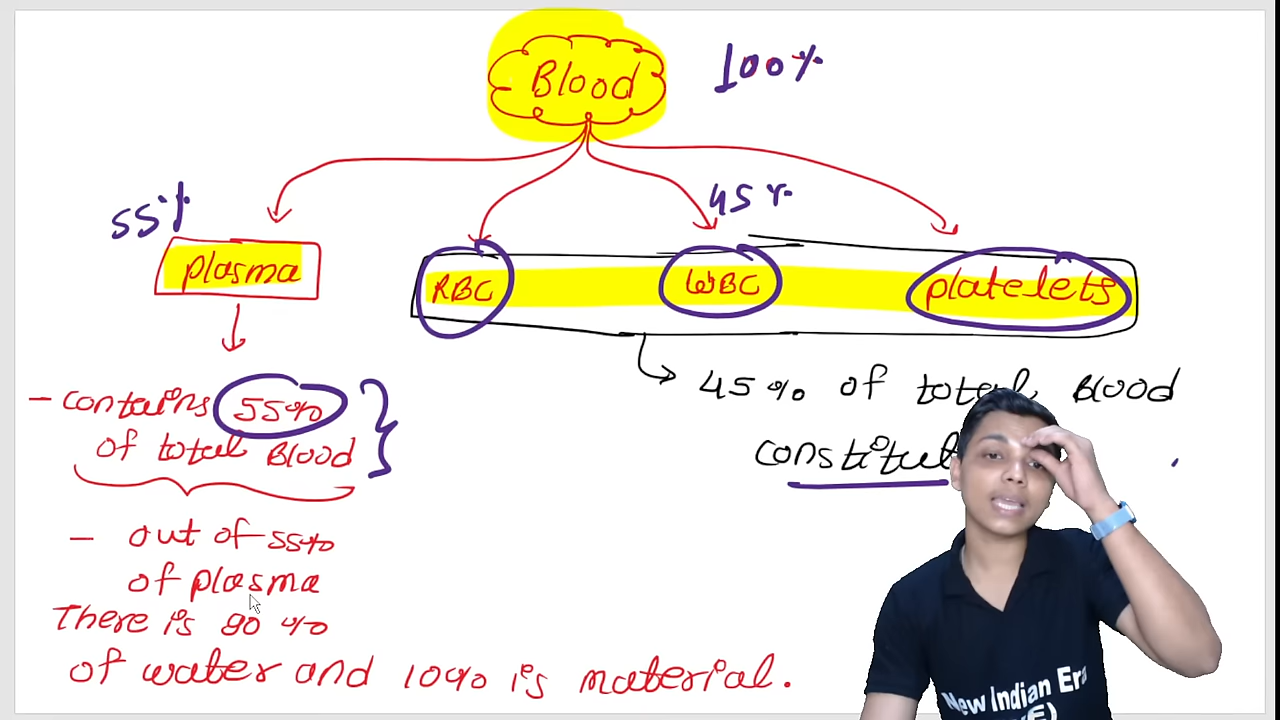 Blood
100%
55%
45%
plasma
RBC
WBC
platelets
- contains 55%
of total Blood
45% of total Blood
- out of 55%
of plasma
There is 90 %
of water and 10% is material.
New Indian Era